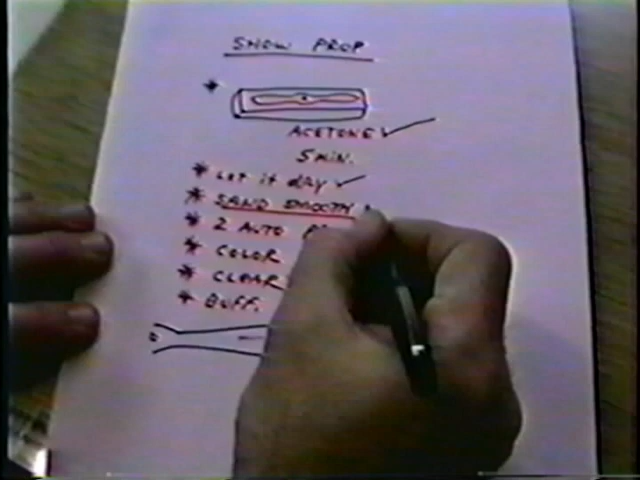 SHOW PROP
* 
ACETONE ✓
5 MIN.
* LET it dRY ✓
* SAND SMOOTH
* 2 AUTO
* COLOR
* CLEAR
* BUFF.